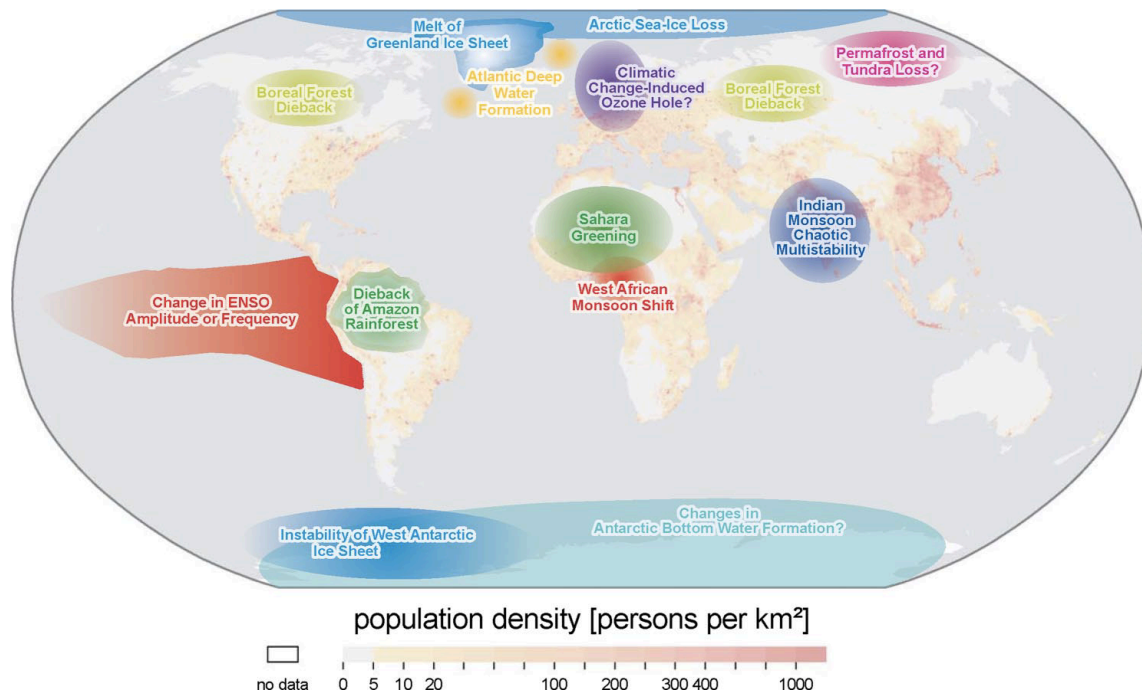 Melt of
Greenland Ice Sheet
Arctic Sea-Ice Loss
Atlantic Deep
Water
Formation
Climatic
Change-Induced
Ozone Hole?
Permafrost and
Tundra Loss?
Boreal Forest
Dieback
Boreal Forest
Dieback
Sahara
Greening
Indian
Monsoon
Chaotic
Multistability
West African
Monsoon Shift
Change in ENSO
Amplitude or Frequency
Dieback
of Amazon
Rainforest
Instability of West Antarctic
Ice Sheet
Changes in
Antarctic Bottom Water Formation?
population density [persons per km²]
no data 0 5 10 20 100 200 300 400 1000